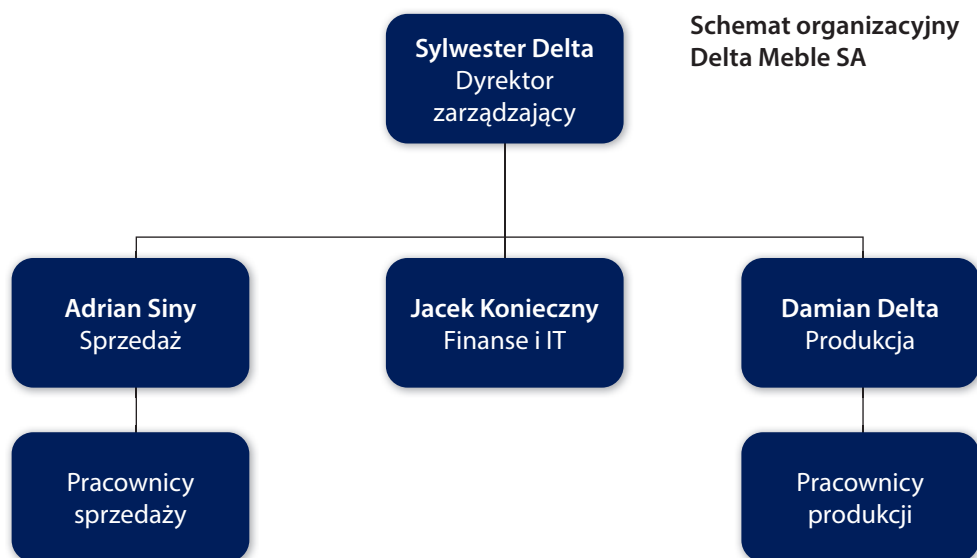 Schemat organizacyjny
Delta Meble SA
Sylwester Delta
Dyrektor
zarządzający
Adrian Siny
Sprzedaż
Jacek Konieczny
Finanse i IT
Damian Delta
Produkcja
Pracownicy
sprzedaży
Pracownicy
produkcji